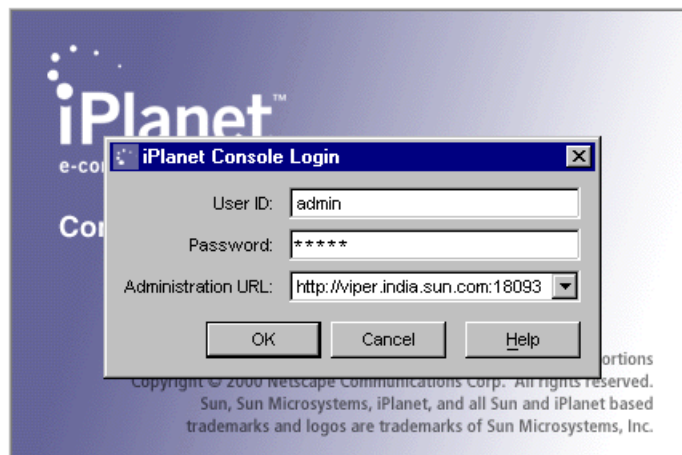 iPlanet™
e-co
iPlanet Console Login
User ID: admin
Password: *****
Administration URL: http://viper.india.sun.com:18093
OK Cancel Help
Copyright © 2000 Netscape Communications Corp. All rights reserved.
Sun, Sun Microsystems, iPlanet, and all Sun and iPlanet based
trademarks and logos are trademarks of Sun Microsystems, Inc.